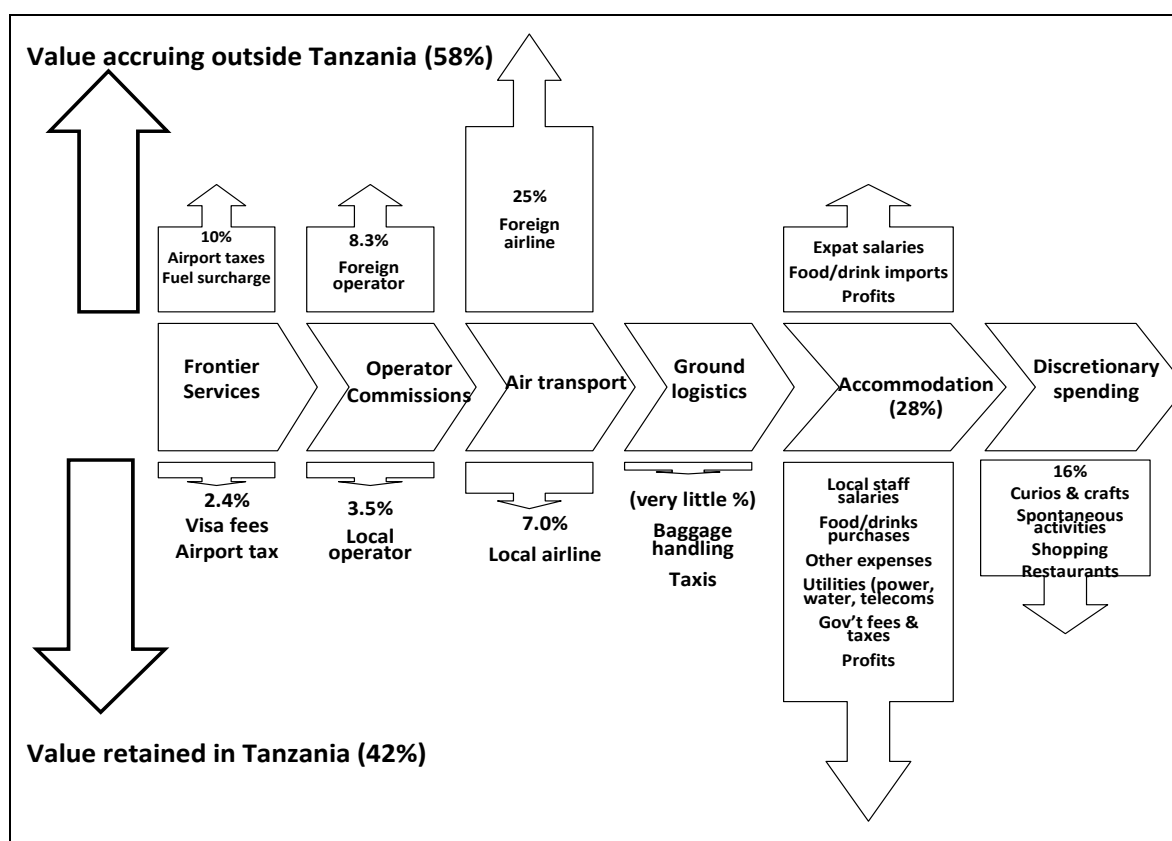 Value accruing outside Tanzania (58%)
10%
Airport taxes
Fuel surcharge
8.3%
Foreign
operator
25%
Foreign
airline
Expat salaries
Food/drink imports
Profits
Frontier
Services
Operator
Commissions
Air transport
Ground
logistics
Accommodation
(28%)
Discretionary
spending
2.4%
Visa fees
Airport tax
3.5%
Local
operator
7.0%
Local airline
(very little %)
Baggage
handling
Taxis
Local staff
salaries
Food/drinks
purchases
Other expenses
Utilities (power,
water, telecoms
Gov't fees &
taxes
Profits
16%
Curios & crafts
Spontaneous
activities
Shopping
Restaurants
Value retained in Tanzania (42%)